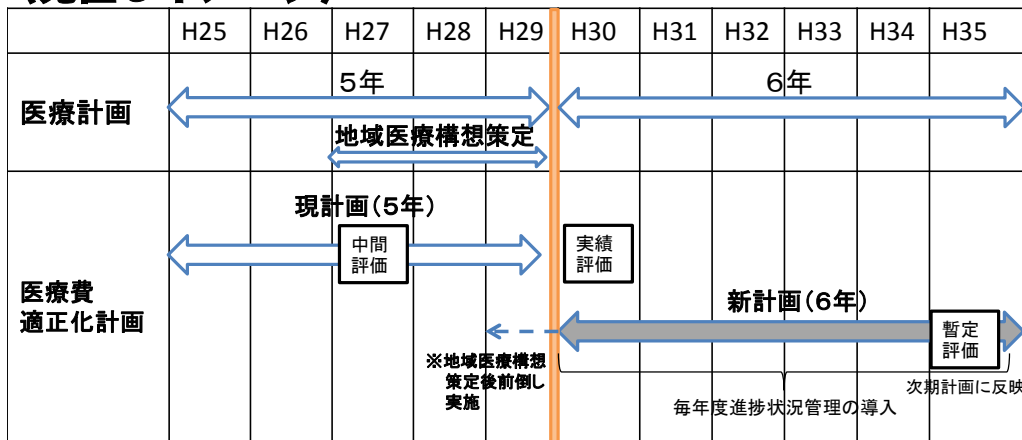 H25 H26 H27 H28 H29 H30 H31 H32 H33 H34 H35
医療計画
5年
6年
地域医療構想策定
医療費
適正化計画
現計画(5年)
中間
評価
実績
評価
新計画(6年)
暫定
評価
※地域医療構想
策定後前倒し
実施
次期計画に反映
毎年度進捗状況管理の導入